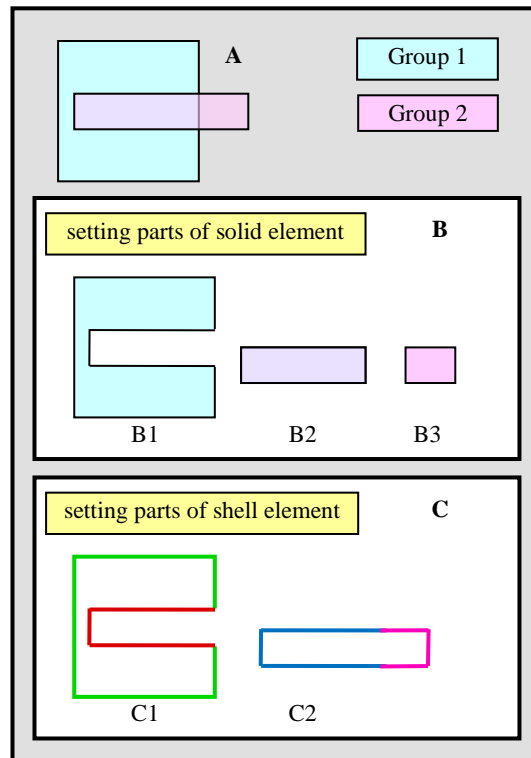 A
Group 1
Group 2
setting parts of solid element
B
B1
B2
B3
setting parts of shell element
C
C1
C2